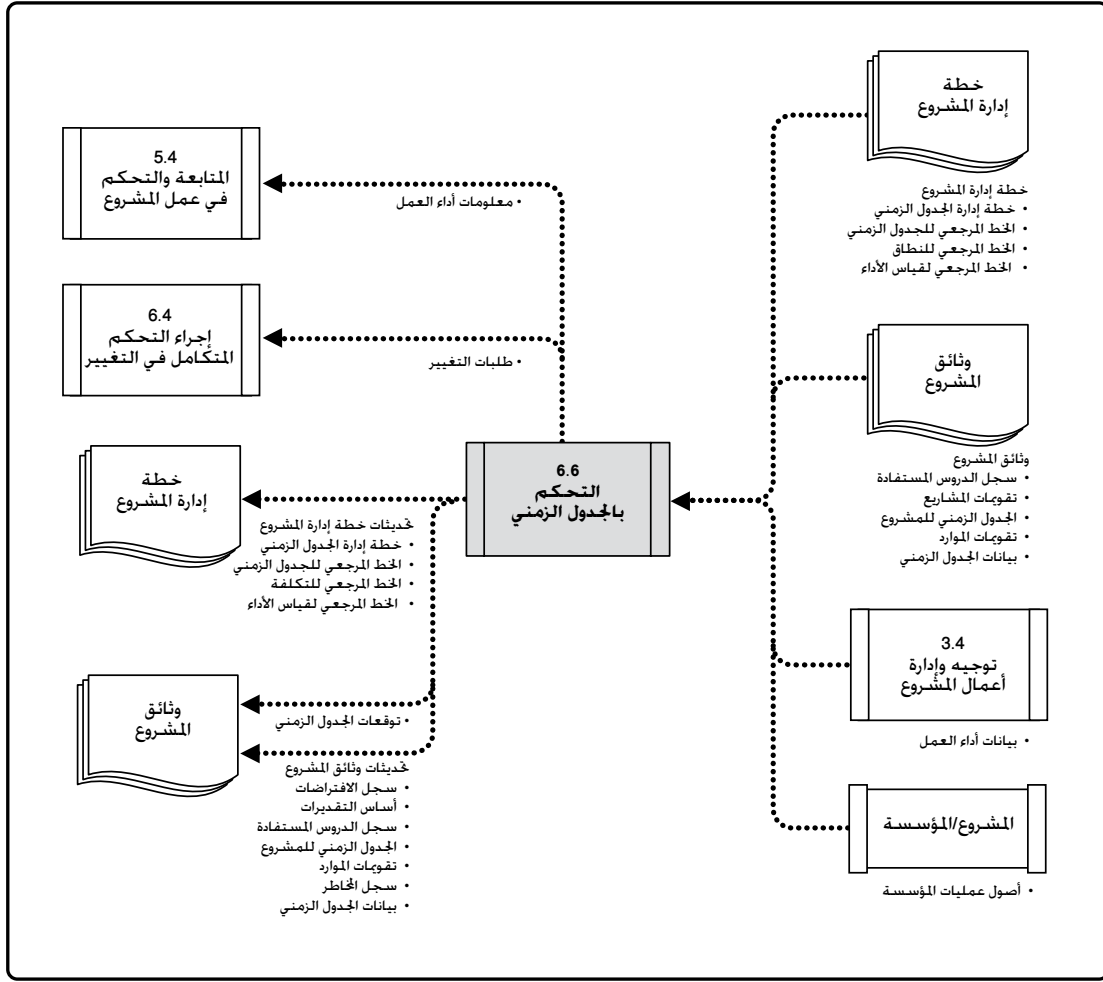 خطة
إدارة المشروع
خطة إدارة المشروع
• خطة إدارة الجدول الزمني
• الخط المرجعي للجدول الزمني
• الخط المرجعي للنطاق
• الخط المرجعي لقياس الأداء
وثائق
المشروع
وثائق المشروع
• سجل الدروس المستفادة
• تقويمات المشاريع
• الجدول الزمني للمشروع
• تقويمات الموارد
• بيانات الجدول الزمني
3.4
توجيه وإدارة
أعمال المشروع
• بيانات أداء العمل
المشروع/المؤسسة
• أصول عمليات المؤسسة
6.6
التحكم
بالجدول الزمني
5.4
المتابعة والتحكم
في عمل المشروع
• معلومات أداء العمل
6.4
إجراء التحكم
المتكامل في التغيير
• طلبات التغيير
خطة
إدارة المشروع
تحديثات خطة إدارة المشروع
• خطة إدارة الجدول الزمني
• الخط المرجعي للجدول الزمني
• الخط المرجعي للتكلفة
• الخط المرجعي لقياس الأداء
وثائق
المشروع
• توقعات الجدول الزمني
تحديثات وثائق المشروع
• سجل الافتراضات
• أساس التقديرات
• سجل الدروس المستفادة
• الجدول الزمني للمشروع
• تقويمات الموارد
• سجل المخاطر
• بيانات الجدول الزمني